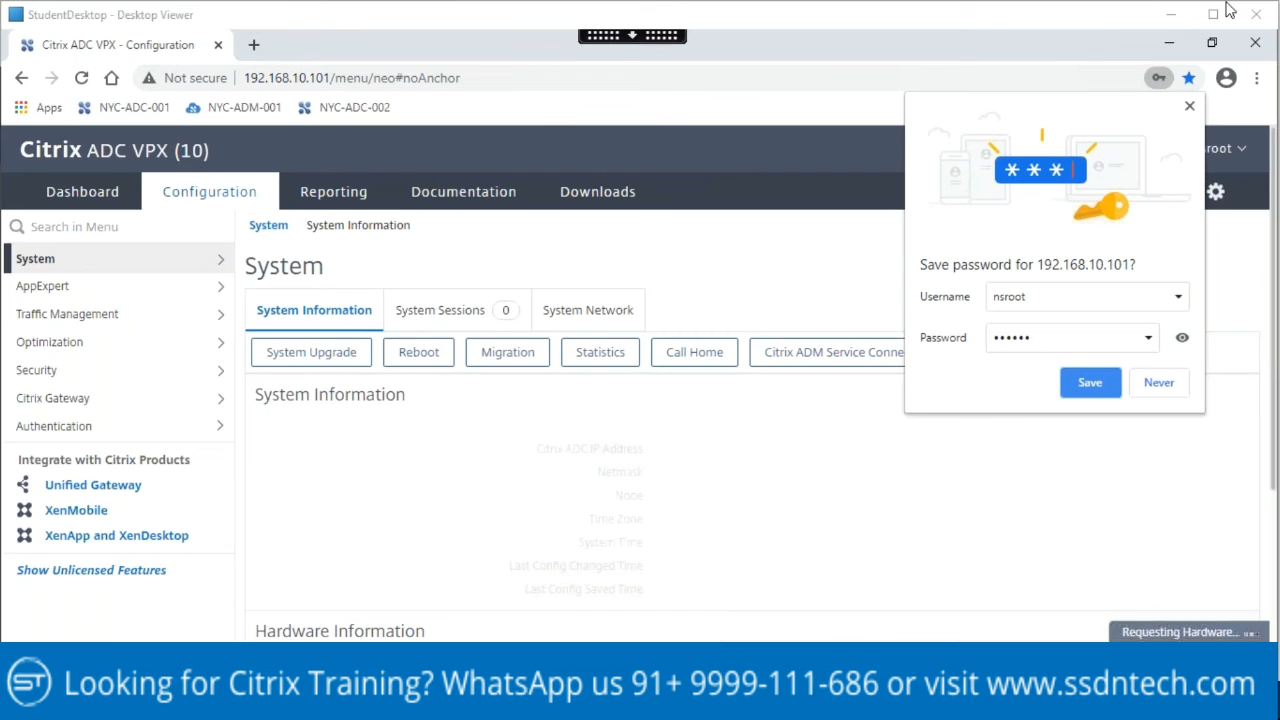 StudentDesktop - Desktop Viewer
Citrix ADC VPX - Configuration
Not secure 192.168.10.101/menu/neo#noAnchor
Apps NYC-ADC-001 NYC-ADM-001 NYC-ADC-002
Citrix ADC VPX (10)
sroot
Dashboard Configuration Reporting Documentation Downloads
Search in Menu
System
AppExpert
Traffic Management
Optimization
Security
Citrix Gateway
Authentication
Integrate with Citrix Products
Unified Gateway
XenMobile
XenApp and XenDesktop
Show Unlicensed Features
System System Information
System
System Information System Sessions 0 System Network
System Upgrade Reboot Migration Statistics Call Home Citrix ADM Service Conne
System Information
Citrix ADC IP Address
Netmask
Node
Time Zone
System Time
Last Config Changed Time
Last Config Saved Time
Hardware Information
***
Save password for 192.168.10.101?
Username nsroot
Password ••••••
Save Never
Requesting Hardware...
ST Looking for Citrix Training? WhatsApp us 91+ 9999-111-686 or visit www.ssdntech.com